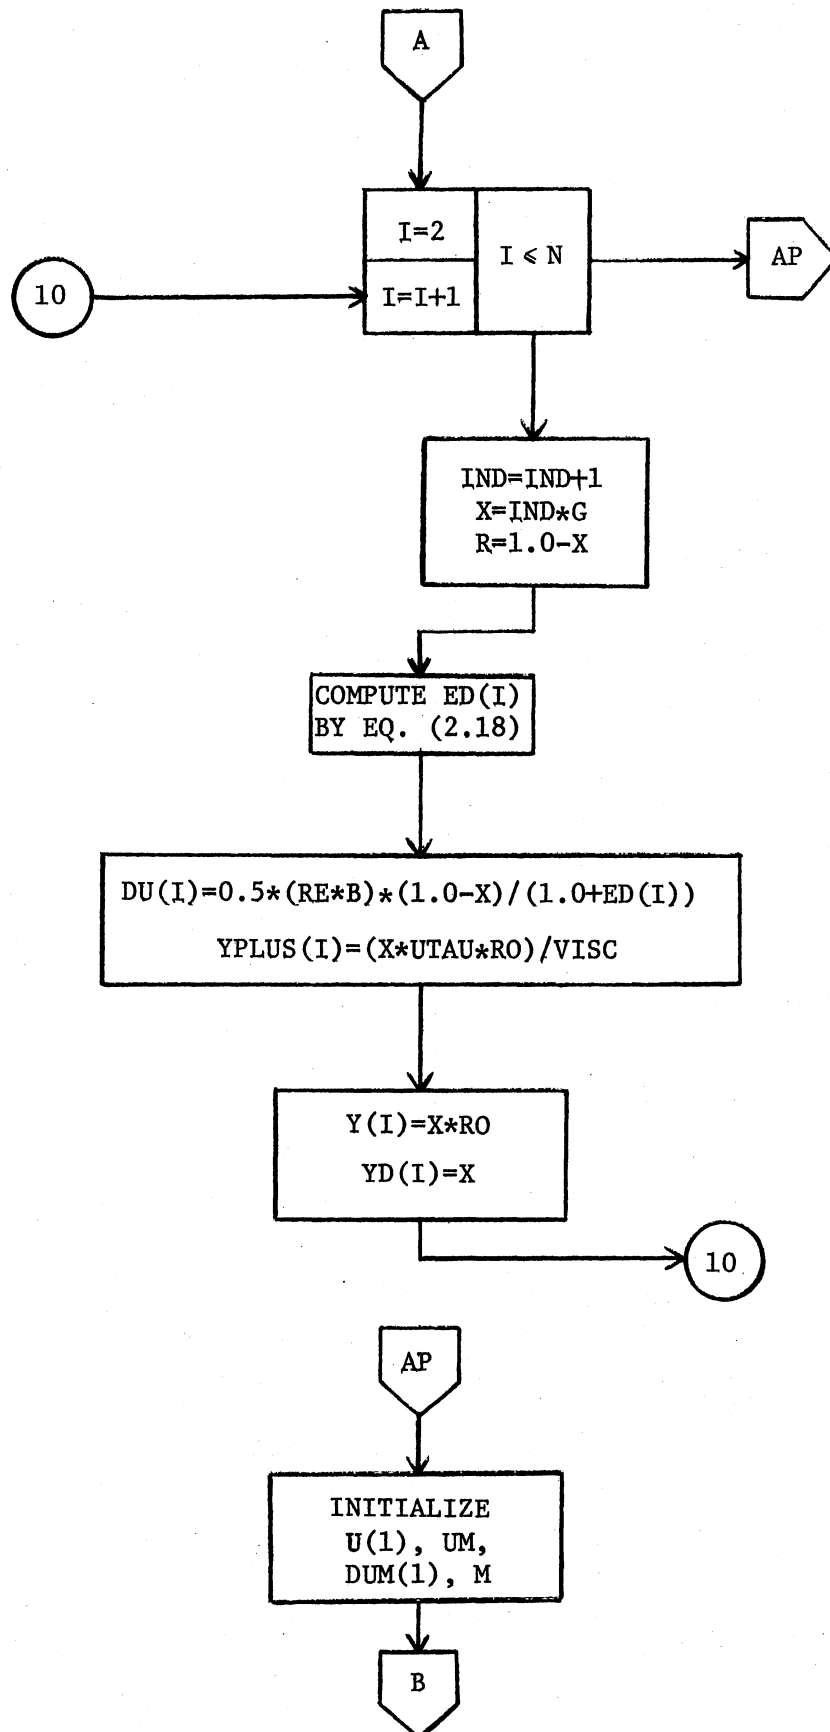 A
I=2
I ≤ N
AP
10
I=I+1
IND=IND+1
X=IND*G
R=1.0-X
COMPUTE ED(I)
BY EQ. (2.18)
DU(I)=0.5*(RE*B)*(1.0-X)/(1.0+ED(I))
YPLUS(I)=(X*UTAU*RO)/VISC
Y(I)=X*RO
YD(I)=X
10
AP
INITIALIZE
U(1), UM,
DUM(1), M
B